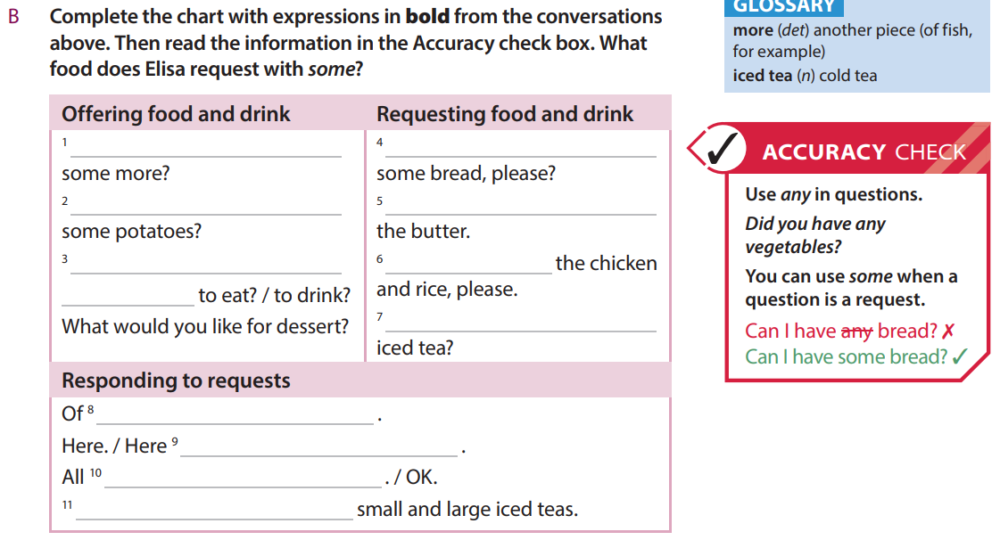 B Complete the chart with expressions in bold from the conversations
above. Then read the information in the Accuracy check box. What
food does Elisa request with some?
Offering food and drink
1
some more?
2
some potatoes?
3
to eat? / to drink?
What would you like for dessert?
Requesting food and drink
4
some bread, please?
5
the butter.
6 the chicken
and rice, please.
7
iced tea?
Responding to requests
Of 8 .
Here. / Here 9 .
All 10 . / OK.
11 small and large iced teas.
GLOSSARY
more (det) another piece (of fish,
for example)
iced tea (n) cold tea
ACCURACY CHECK
Use any in questions.
Did you have any
vegetables?
You can use some when a
question is a request.
Can I have any bread? ✗
Can I have some bread? ✓